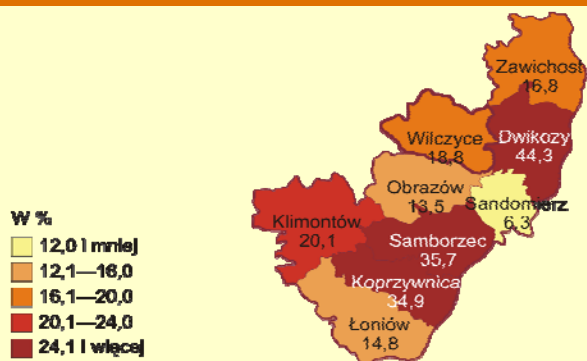 Zawichost
16,8
Wilczyce
18,8
Dwikozy
44,3
Obrazów
13,5
Sandomierz
6,3
Klimontów
20,1
Samborzec
35,7
Koprzywnica
34,9
Łoniów
14,8
W %
12,0 i mniej
12,1—16,0
16,1—20,0
20,1—24,0
24,1 i więcej